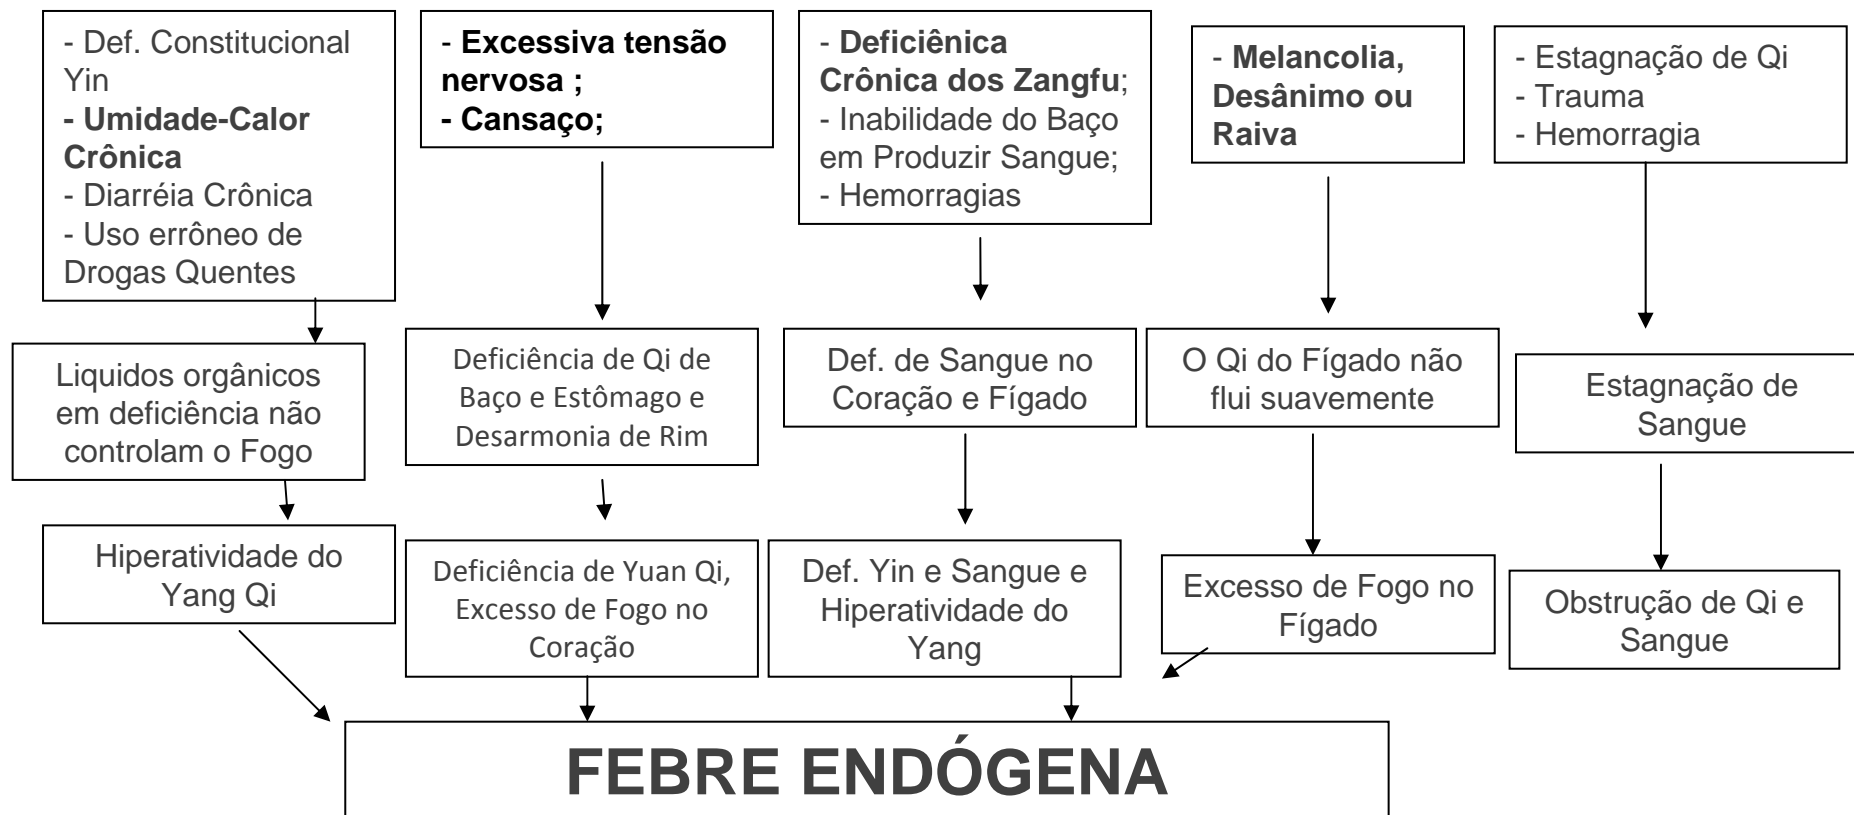 - Def. Constitucional
Yin
- Umidade-Calor
Crônica
- Diarréia Crônica
- Uso errôneo de
Drogas Quentes
- Excessiva tensão
nervosa ;
- Cansaço;
- Deficiênica
Crônica dos Zangfu;
- Inabilidade do Baço
em Produzir Sangue;
- Hemorragias
- Melancolia,
Desânimo ou
Raiva
- Estagnação de Qi
- Trauma
- Hemorragia
Liquidos orgânicos
em deficiência não
controlam o Fogo
Deficiência de Qi de
Baço e Estômago e
Desarmonia de Rim
Def. de Sangue no
Coração e Fígado
O Qi do Fígado não
flui suavemente
Estagnação de
Sangue
Hiperatividade do
Yang Qi
Deficiência de Yuan Qi,
Excesso de Fogo no
Coração
Def. Yin e Sangue e
Hiperatividade do
Yang
Excesso de Fogo no
Fígado
Obstrução de Qi e
Sangue
FEBRE ENDÓGENA